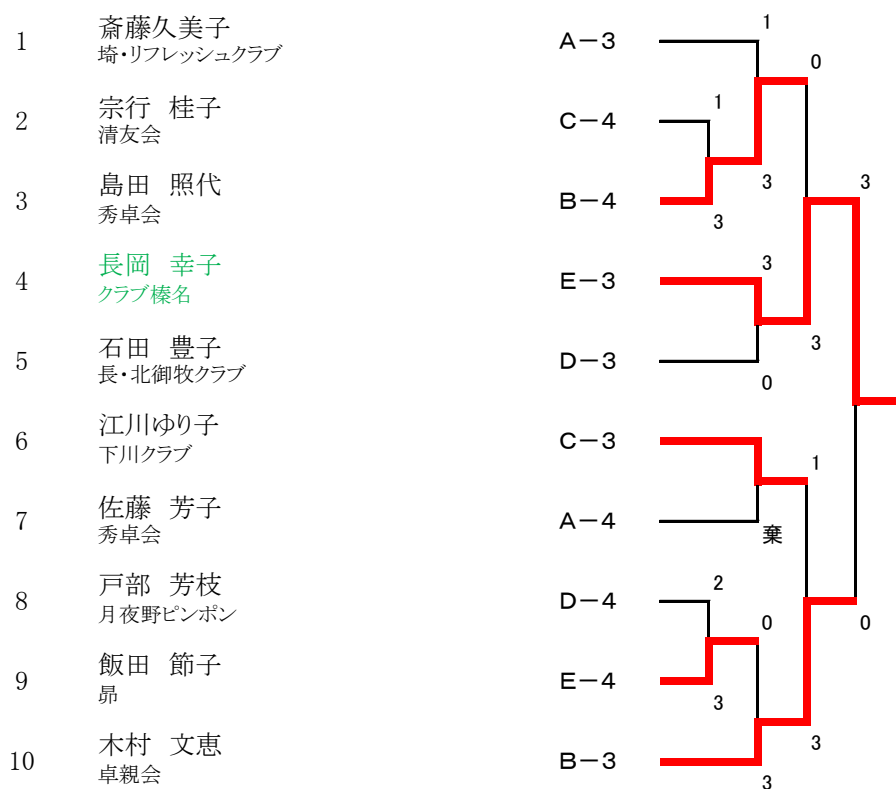 斎藤久美子
1
埼・リフレッシュクラブ
A-3
1
0
宗行 桂子
2
清友会
C-4
1
島田 照代
3
秀卓会
B-4
3
3
3
長岡 幸子
4
クラブ榛名
E-3
3
石田 豊子
5
長・北御牧クラブ
D-3
0
3
江川ゆり子
6
下川クラブ
C-3
1
佐藤 芳子
7
秀卓会
A-4
棄
戸部 芳枝
8
月夜野ピンポン
D-4
2
0
0
飯田 節子
9
昴
E-4
3
木村 文恵
10
卓親会
B-3
3
3